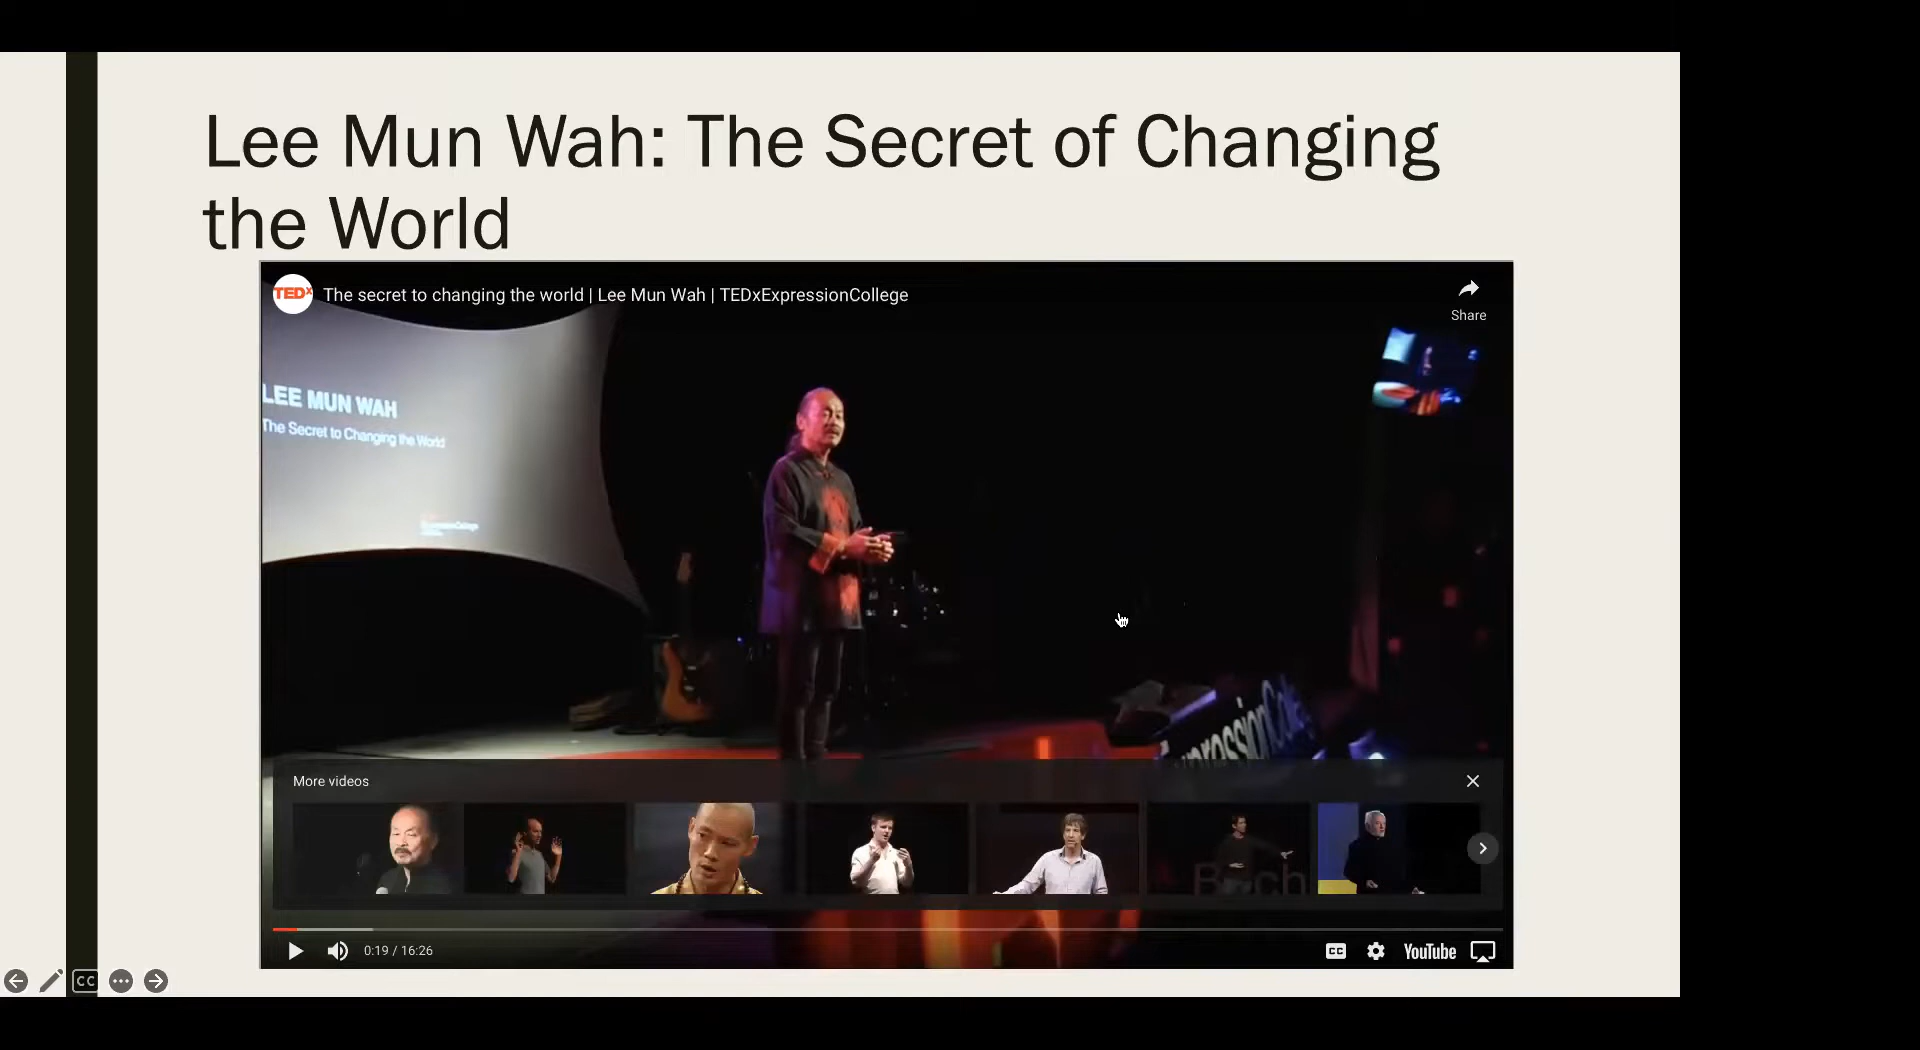 Lee Mun Wah: The Secret of Changing
the World
TEDx
The secret to changing the world | Lee Mun Wah | TEDxExpressionCollege
Share
LEE MUN WAH
The Secret to Changing the World
More videos
0:19 / 16:26
CC
YouTube
CC